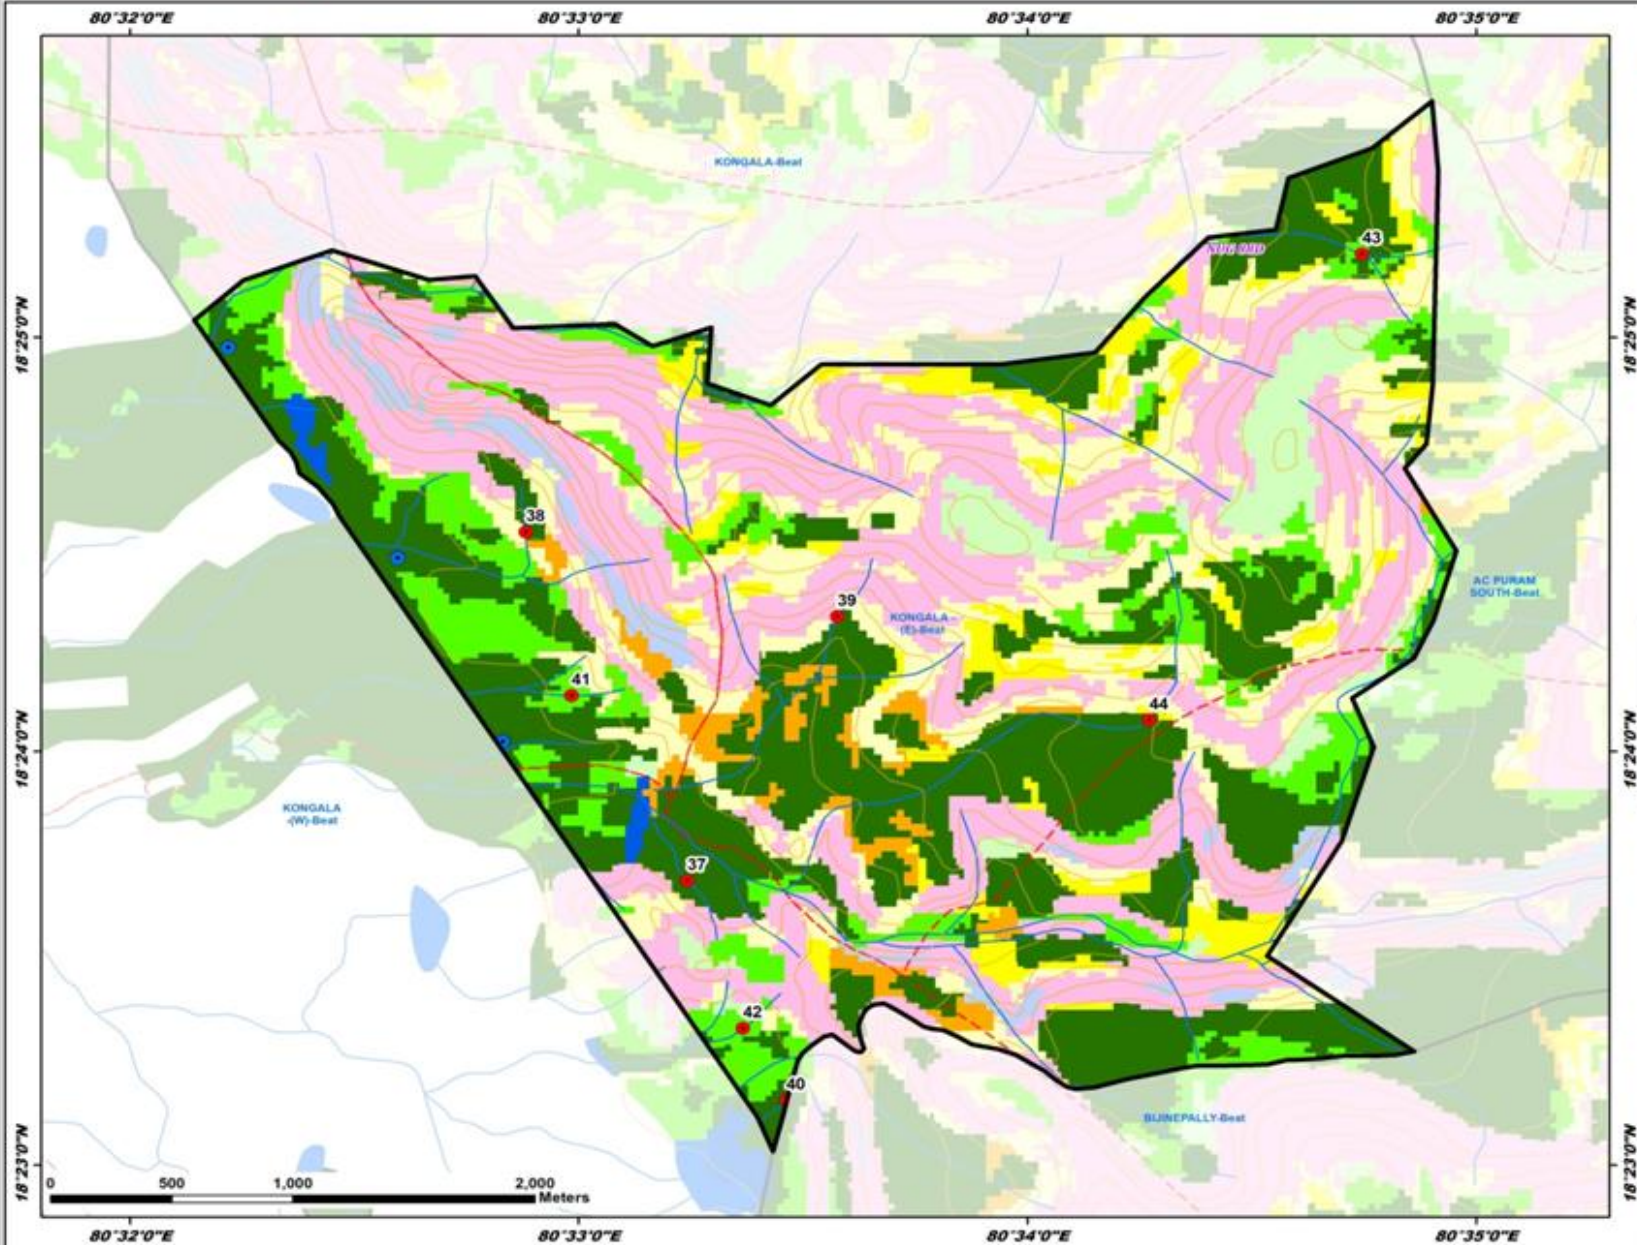 80°32'0"E 80°33'0"E 80°34'0"E 80°35'0"E
KONGALA-Beat
43
18°25'0"N 18°25'0"N
38
AC PURAM
SOUTH-Beat
39
KONGALA -
(E)-Beat
41
44
18°24'0"N 18°24'0"N
KONGALA
-(W)-Beat
37
42
40
BIJINEPALLY-Beat
18°23'0"N 18°23'0"N
0 500 1,000 2,000
Meters
80°32'0"E 80°33'0"E 80°34'0"E 80°35'0"E